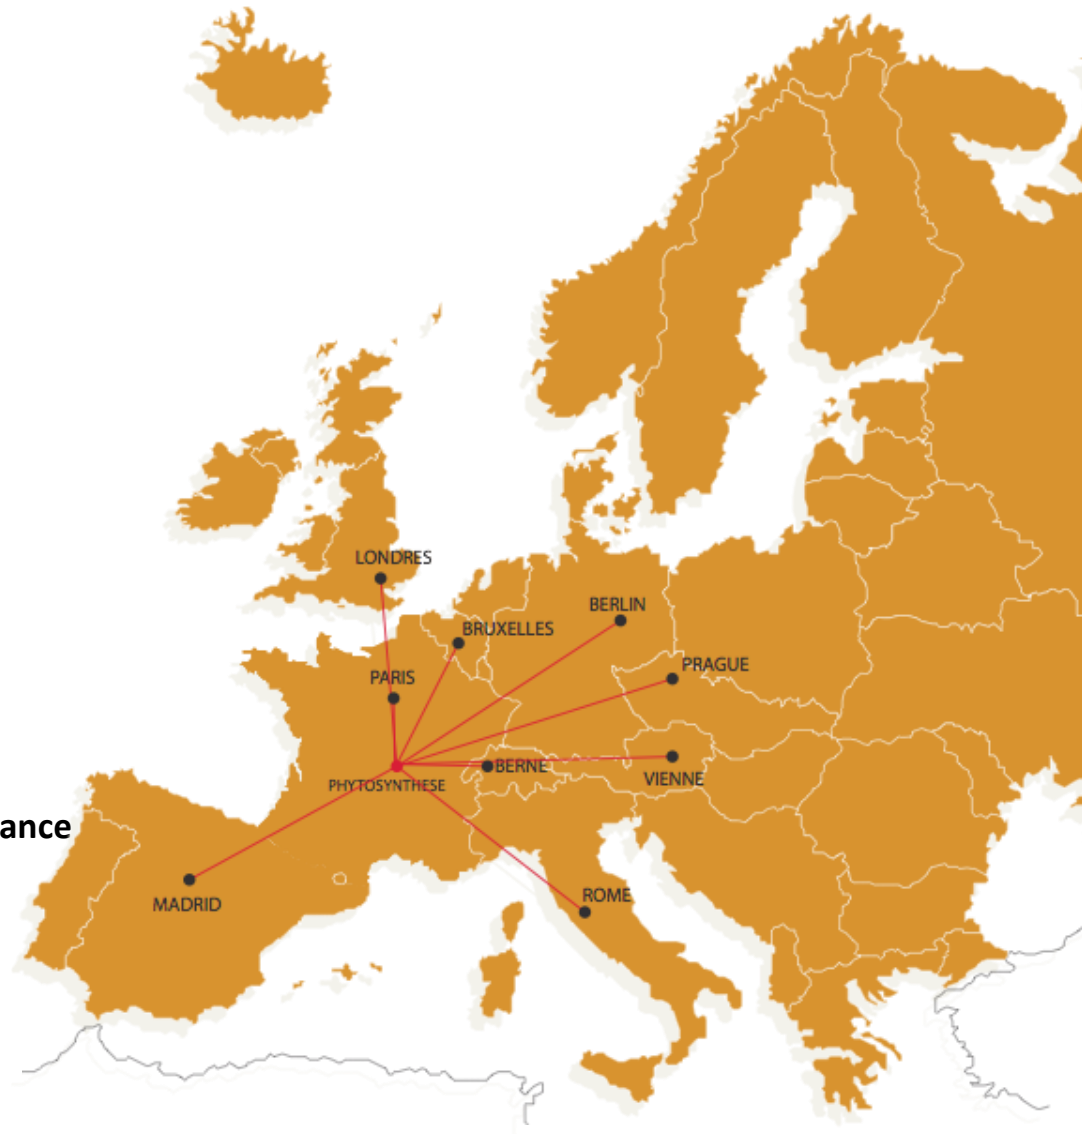 LONDRES
BERLIN
BRUXELLES
PRAGUE
PARIS
BERNE
VIENNE
PHYTOSYNTHESE
ance
MADRID
ROME